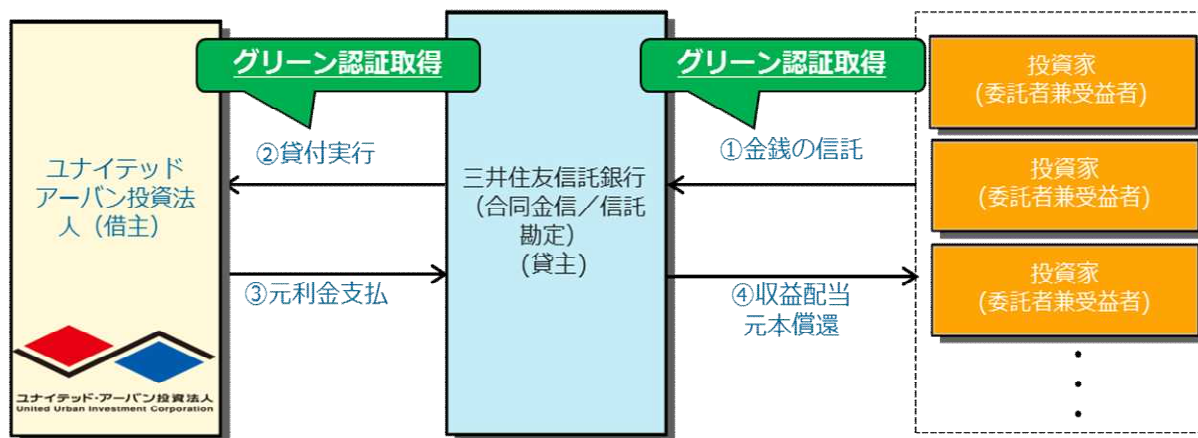 グリーン認証取得
グリーン認証取得
投資家
(委託者兼受益者)
②貸付実行
①金銭の信託
ユナイテッド
アーバン投資法
人（借主）
三井住友信託銀行
(合同金信／信託
勘定)
(貸主)
投資家
(委託者兼受益者)
③元利金支払
④収益配当
元本償還
投資家
(委託者兼受益者)
ユナイテッド・アーバン投資法人
United Urban Investment Corporation